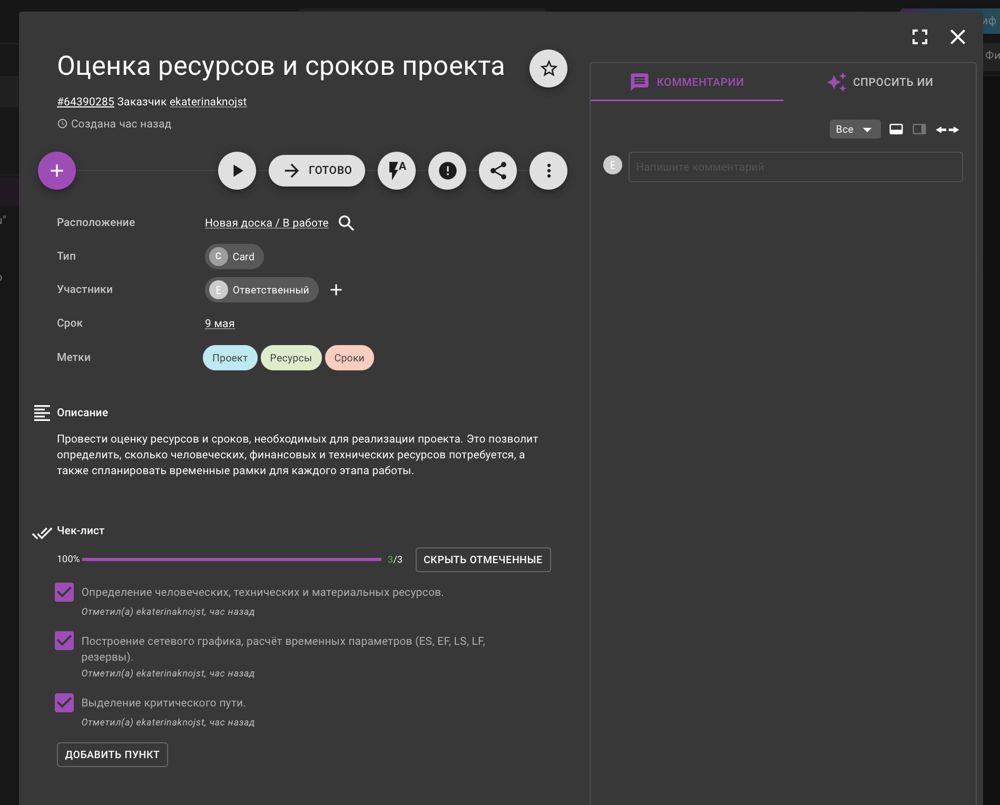 иф
Фи
Оценка ресурсов и сроков проекта
#64390285 Заказчик ekaterinaknojst
Создана час назад
ГОТОВО
A
Расположение
Новая доска / В работе
Тип
C Card
Участники
E Ответственный
Срок
9 мая
Метки
Проект Ресурсы Сроки
Описание
Провести оценку ресурсов и сроков, необходимых для реализации проекта. Это позволит
определить, сколько человеческих, финансовых и технических ресурсов потребуется, а
также спланировать временные рамки для каждого этапа работы.
Чек-лист
100% 3/3 СКРЫТЬ ОТМЕЧЕННЫЕ
Определение человеческих, технических и материальных ресурсов.
Отметил(а) ekaterinaknojst, час назад
Построение сетевого графика, расчёт временных параметров (ES, EF, LS, LF,
резервы).
Отметил(а) ekaterinaknojst, час назад
Выделение критического пути.
Отметил(а) ekaterinaknojst, час назад
ДОБАВИТЬ ПУНКТ
КОММЕНТАРИИ
СПРОСИТЬ ИИ
Все
E
Напишите комментарий